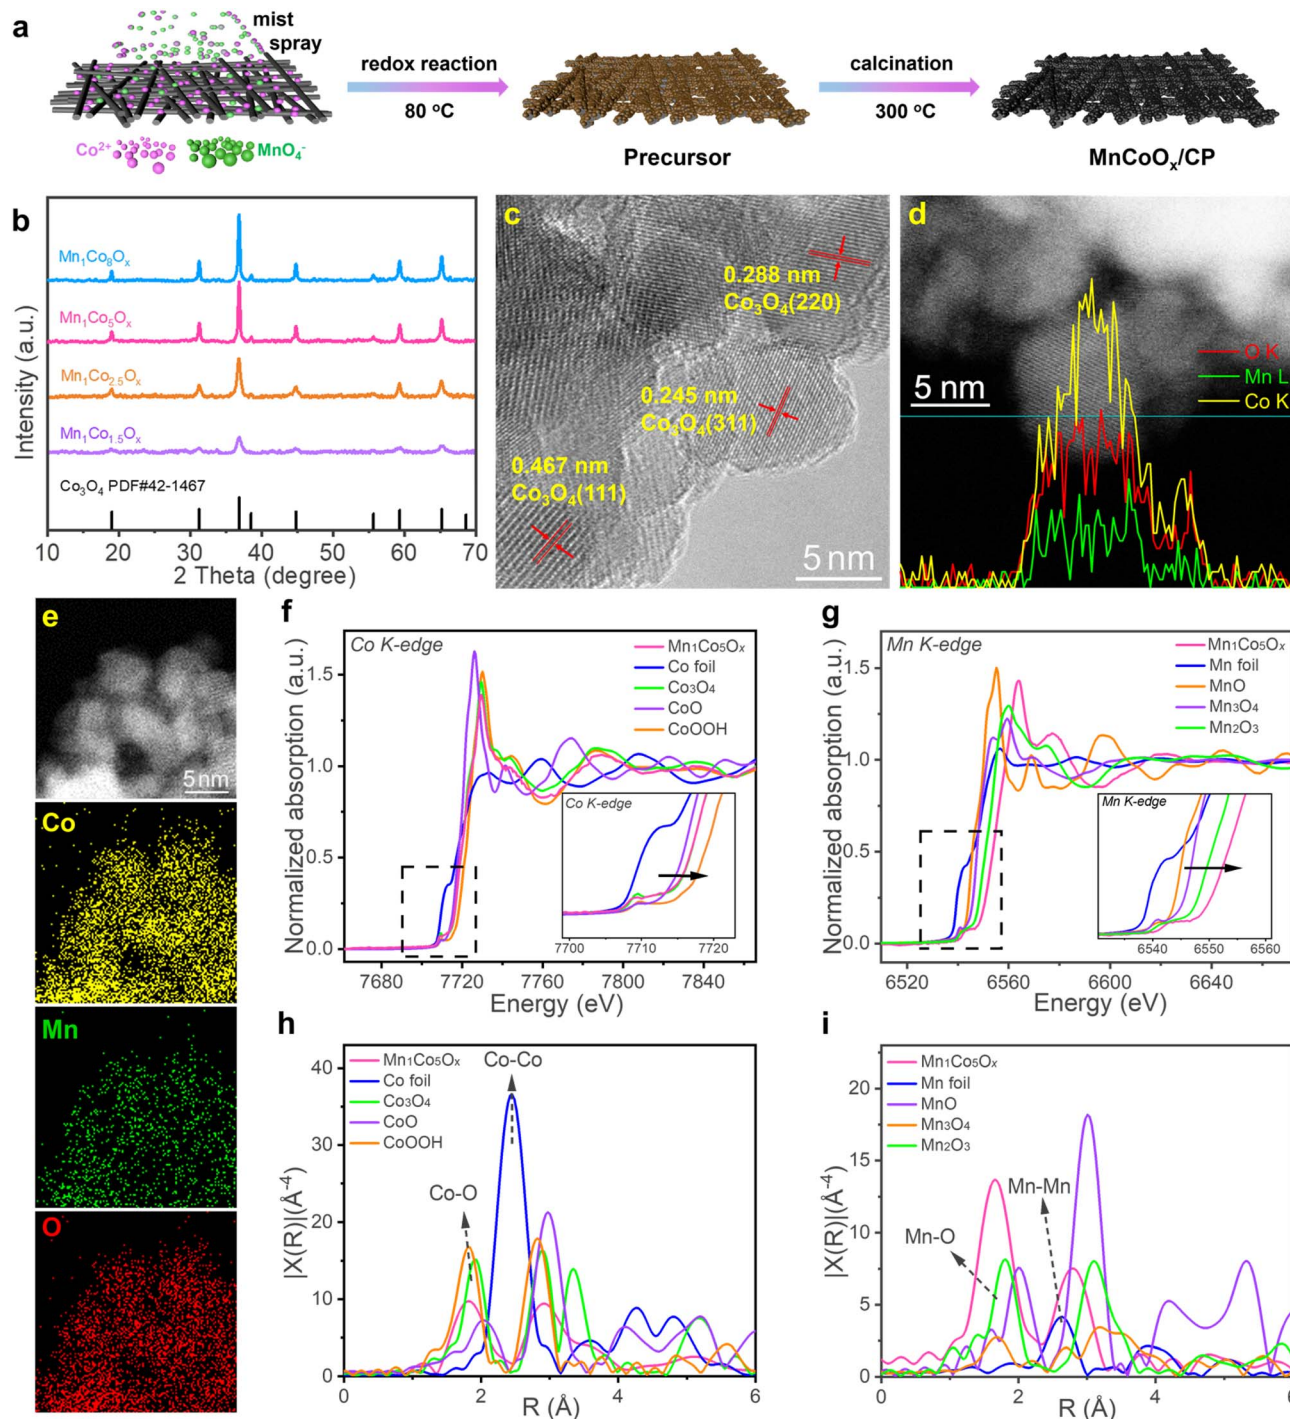 a
mist
spray
Co²⁺
MnO₄⁻
redox reaction
80 °C
Precursor
calcination
300 °C
MnCoOₓ/CP
b
Mn₁Co₈Oₓ
Mn₁Co₅Oₓ
Mn₁Co₂.₅Oₓ
Mn₁Co₁.₅Oₓ
Co₃O₄ PDF#42-1467
Intensity (a.u.)
10 20 30 40 50 60 70
2 Theta (degree)
c
0.288 nm
Co₃O₄(220)
0.245 nm
Co₃O₄(311)
0.467 nm
Co₃O₄(111)
5 nm
d
5 nm
O K
Mn L
Co K
e
5 nm
Co
Mn
O
f
Co K-edge
Mn₁Co₅Oₓ
Co foil
Co₃O₄
CoO
CoOOH
Normalized absorption (a.u.)
1.5
1.0
0.5
0.0
Co K-edge
7700 7710 7720
7680 7720 7760 7800 7840
Energy (eV)
g
Mn K-edge
Mn₁Co₅Oₓ
Mn foil
MnO
Mn₃O₄
Mn₂O₃
Normalized absorption (a.u.)
1.5
1.0
0.5
0.0
Mn K-edge
6540 6550 6560
6520 6560 6600 6640
Energy (eV)
h
Mn₁Co₅Oₓ
Co foil
Co₃O₄
CoO
CoOOH
Co-Co
Co-O
|X(R)|(Å⁻⁴)
40
30
20
10
0
0 2 4 6
R (Å)
i
Mn₁Co₅Oₓ
Mn foil
MnO
Mn₃O₄
Mn₂O₃
Mn-Mn
Mn-O
|X(R)|(Å⁻⁴)
20
15
10
5
0
0 2 4 6
R (Å)